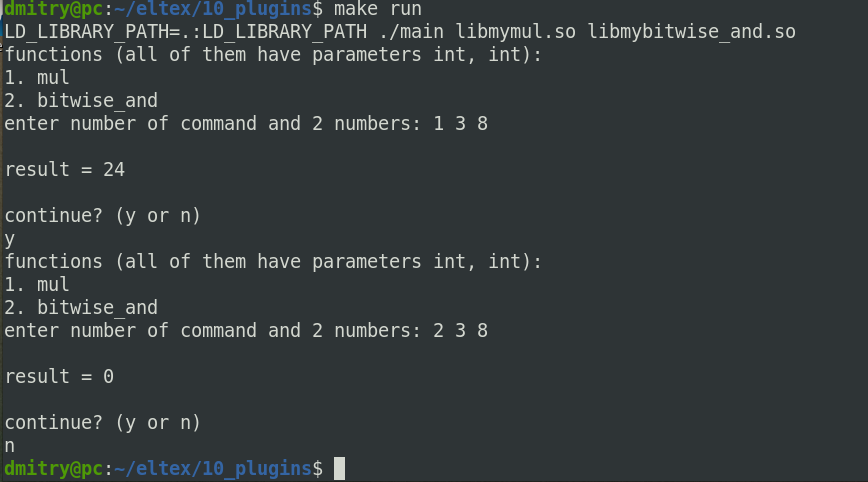 dmitry@pc:~/eltex/10_plugins$ make run
LD_LIBRARY_PATH=.:LD_LIBRARY_PATH ./main libmymul.so libmybitwise_and.so
functions (all of them have parameters int, int):
1. mul
2. bitwise_and
enter number of command and 2 numbers: 1 3 8
result = 24
continue? (y or n)
y
functions (all of them have parameters int, int):
1. mul
2. bitwise_and
enter number of command and 2 numbers: 2 3 8
result = 0
continue? (y or n)
n
dmitry@pc:~/eltex/10_plugins$